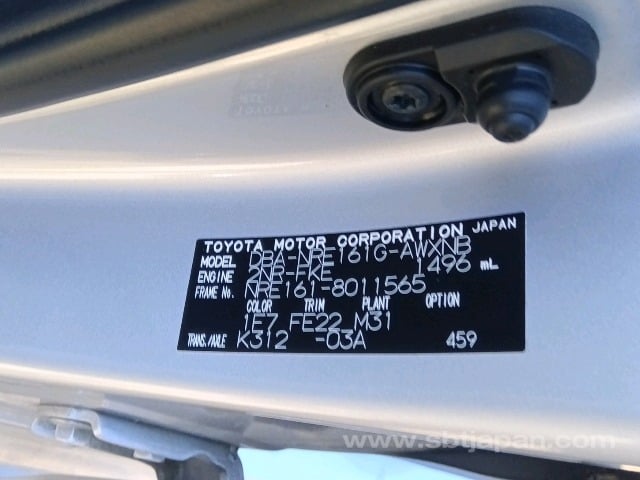 TOYOTA MOTOR CORPORATION JAPAN
MODEL DBA-NRE161G-AWXNB
ENGINE 2NR-FKE 1496 mL
FRAME No. NRE161-8011565
COLOR TRIM PLANT OPTION
1E7 FE22 M31
TRANS./AXLE K312 -03A 459
www.sbtjapan.com